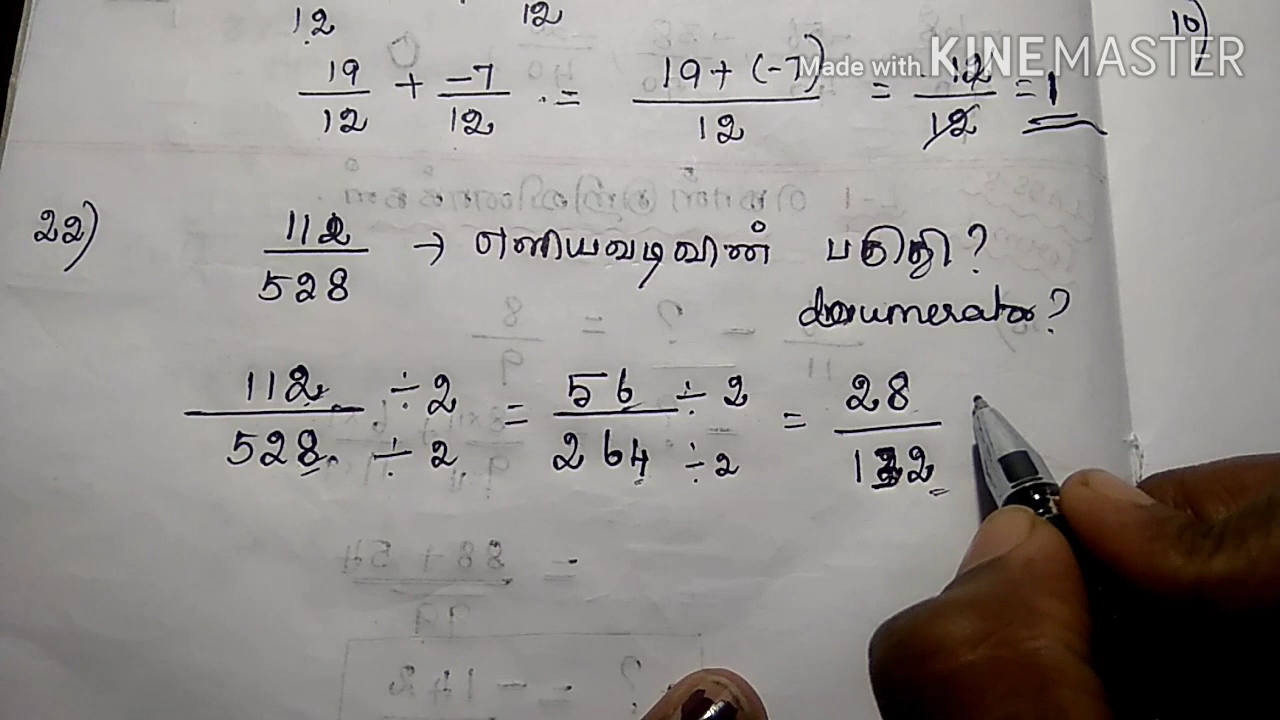 12 12
19/12 + -7/12 = 19+(-7)/12 = 12/12 = 1
10)
Made with KINEMASTER
22) 112/528 → எளியவடிவின் பகுதி?
denumerator?
112/528 ÷2/÷2 = 56/264 ÷2/÷2 = 28/132